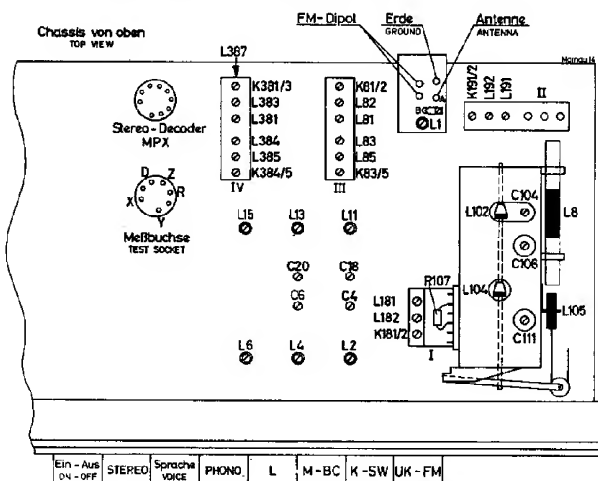 Chassis von oben
TOP VIEW
FM-Dipol
Erde
GROUND
Antenne
ANTENNA
L387
K381/3
L383
L381
L384
L385
K384/5
IV
K81/2
L82
L81
L83
L85
K83/5
III
L1
K191/2
L192
L191
II
Stereo-Decoder
MPX
D
Z
R
X
Y
Meßbuchse
TEST SOCKET
L15
L13
L11
C20
C18
C6
C4
L6
L4
L2
R107
L181
L182
K181/2
I
L102
C104
C106
L104
C111
L8
L105
Ein-Aus
ON-OFF
STEREO
Sprache
VOICE
PHONO
L
M-BC
K-SW
UK-FM